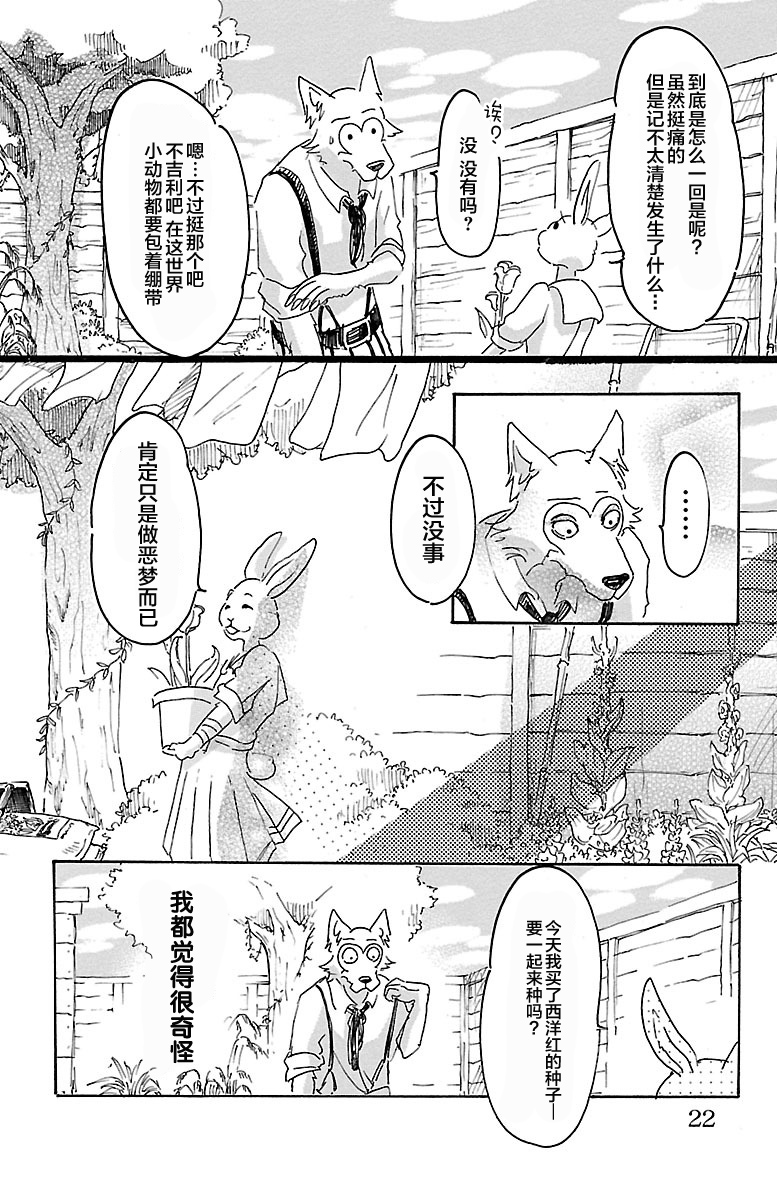 到底是怎么一回是呢？
虽然挺痛的
但是记不太清楚发生了什么…
诶？
没 没有吗？
嗯…不过挺那个吧
不吉利吧 在这世界
小动物都要包着绷带
……
不过没事
肯定只是做恶梦而已
今天我买了西洋红的种子—
要一起来种吗？
我都觉得很奇怪
22